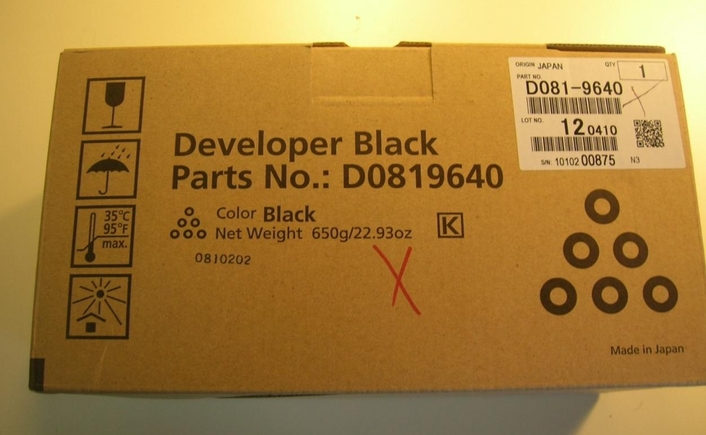 ORIGIN JAPAN QTY 1
PART NO.
D081-9640
LOT NO. 12 0410
S/N: 10102 00875 N3
Developer Black
Parts No.: D0819640
35°C
95°F
max.
Color Black
Net Weight 650g/22.93oz K
0810202
Made in Japan